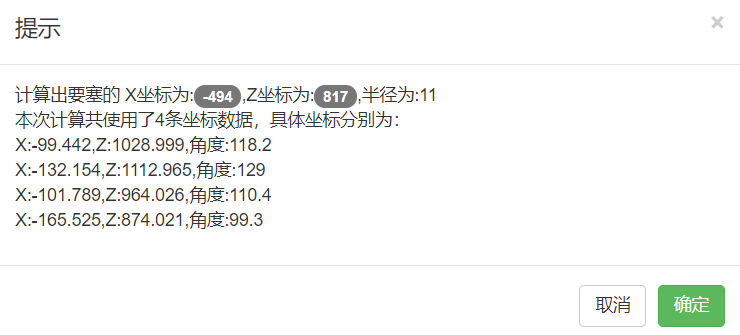 提示
×
计算出要塞的 X坐标为:-494,Z坐标为:817,半径为:11
本次计算共使用了4条坐标数据，具体坐标分别为：
X:-99.442,Z:1028.999,角度:118.2
X:-132.154,Z:1112.965,角度:129
X:-101.789,Z:964.026,角度:110.4
X:-165.525,Z:874.021,角度:99.3
取消 确定